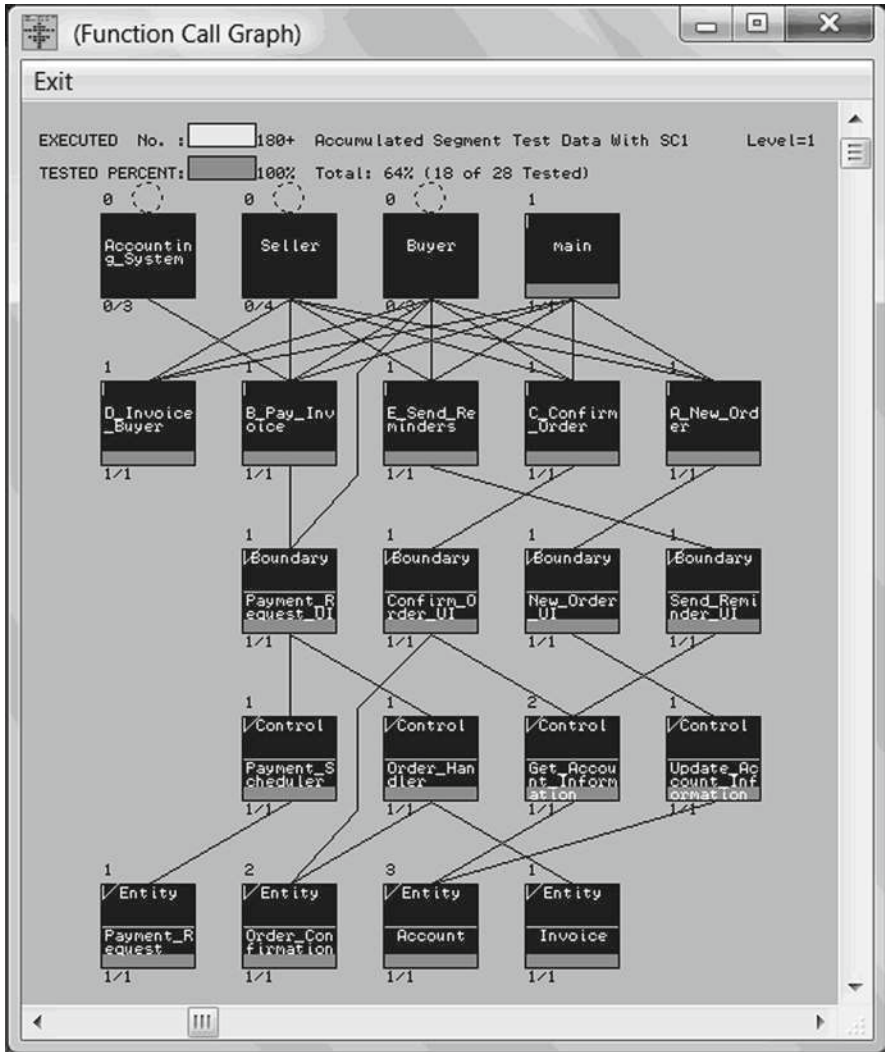 (Function Call Graph)
Exit
EXECUTED No. : 180+ Accumulated Segment Test Data With SC1 Level=1
TESTED PERCENT: 100% Total: 64% (18 of 28 Tested)
0 0 0 1
Accountin
g_System
Seller
Buyer
main
0/3 0/4 0/3 1/1
1 1 1 1 1
D_Invoice
_Buyer
B_Pay_Inv
oice
E_Send_Re
minders
C_Confirm
_Order
A_New_Ord
er
1/1 1/1 1/1 1/1 1/1
1 1 1 1
Boundary
Payment_R
equest_UI
Boundary
Confirm_O
rder_UI
Boundary
New_Order
_UI
Boundary
Send_Remi
nder_UI
1/1 1/1 1/1 1/1
1 1 2 1
Control
Payment_S
cheduler
Control
Order_Han
dler
Control
Get_Accou
nt_Inform
ation
Control
Update_Ac
count_Inf
ormation
1/1 1/1 1/1 1/1
1 2 3 1
Entity
Payment_R
equest
Entity
Order_Con
firmation
Entity
Account
Entity
Invoice
1/1 1/1 1/1 1/1